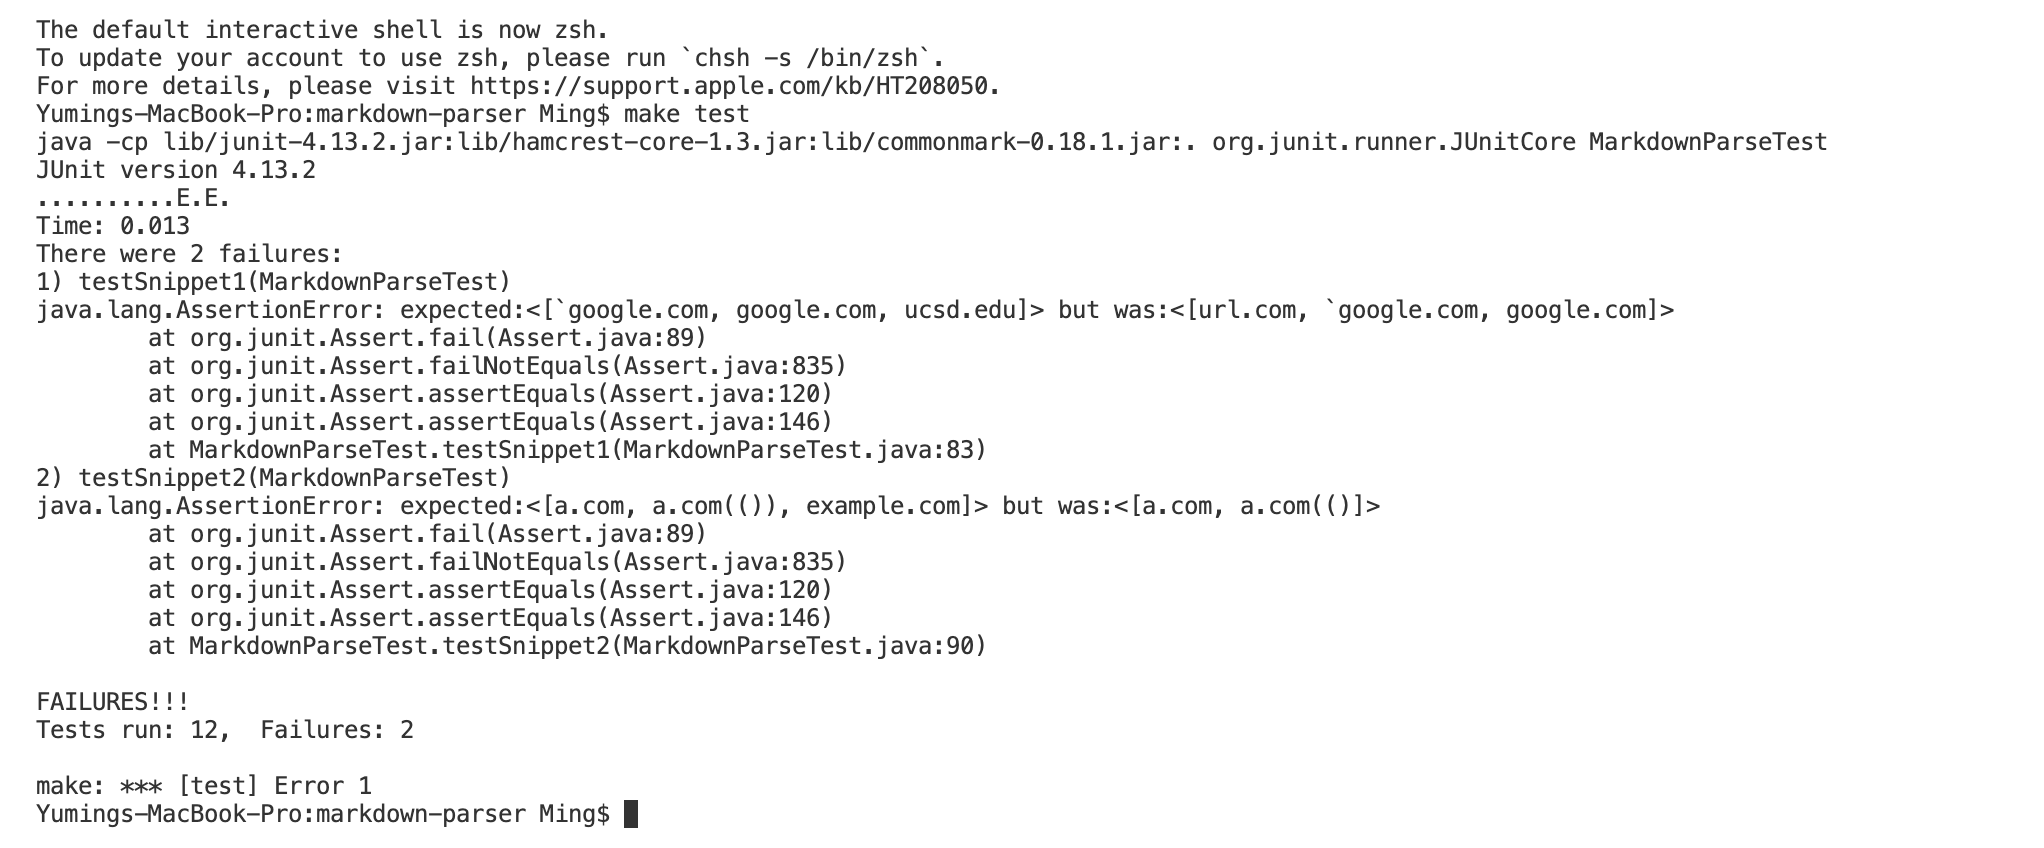 The default interactive shell is now zsh.
To update your account to use zsh, please run `chsh -s /bin/zsh`.
For more details, please visit https://support.apple.com/kb/HT208050.
Yumings-MacBook-Pro:markdown-parser Ming$ make test
java -cp lib/junit-4.13.2.jar:lib/hamcrest-core-1.3.jar:lib/commonmark-0.18.1.jar:. org.junit.runner.JUnitCore MarkdownParseTest
JUnit version 4.13.2
..........E.E.
Time: 0.013
There were 2 failures:
1) testSnippet1(MarkdownParseTest)
java.lang.AssertionError: expected:<[`google.com, google.com, ucsd.edu]> but was:<[url.com, `google.com, google.com]>
        at org.junit.Assert.fail(Assert.java:89)
        at org.junit.Assert.failNotEquals(Assert.java:835)
        at org.junit.Assert.assertEquals(Assert.java:120)
        at org.junit.Assert.assertEquals(Assert.java:146)
        at MarkdownParseTest.testSnippet1(MarkdownParseTest.java:83)
2) testSnippet2(MarkdownParseTest)
java.lang.AssertionError: expected:<[a.com, a.com(()), example.com]> but was:<[a.com, a.com(()]>
        at org.junit.Assert.fail(Assert.java:89)
        at org.junit.Assert.failNotEquals(Assert.java:835)
        at org.junit.Assert.assertEquals(Assert.java:120)
        at org.junit.Assert.assertEquals(Assert.java:146)
        at MarkdownParseTest.testSnippet2(MarkdownParseTest.java:90)

FAILURES!!!
Tests run: 12,  Failures: 2

make: *** [test] Error 1
Yumings-MacBook-Pro:markdown-parser Ming$